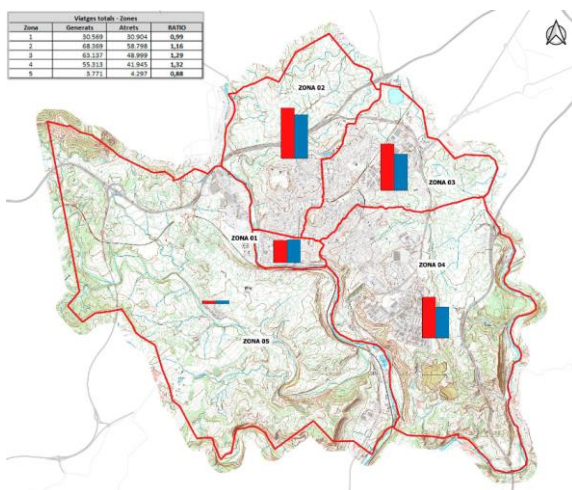 Viatges totals - Zones
Zona Generats Atrets RATIO
1 30.569 30.904 0,99
2 68.369 58.798 1,16
3 63.137 48.999 1,29
4 55.313 41.945 1,32
5 3.771 4.297 0,88
ZONA 02
ZONA 03
ZONA 01
ZONA 04
ZONA 05